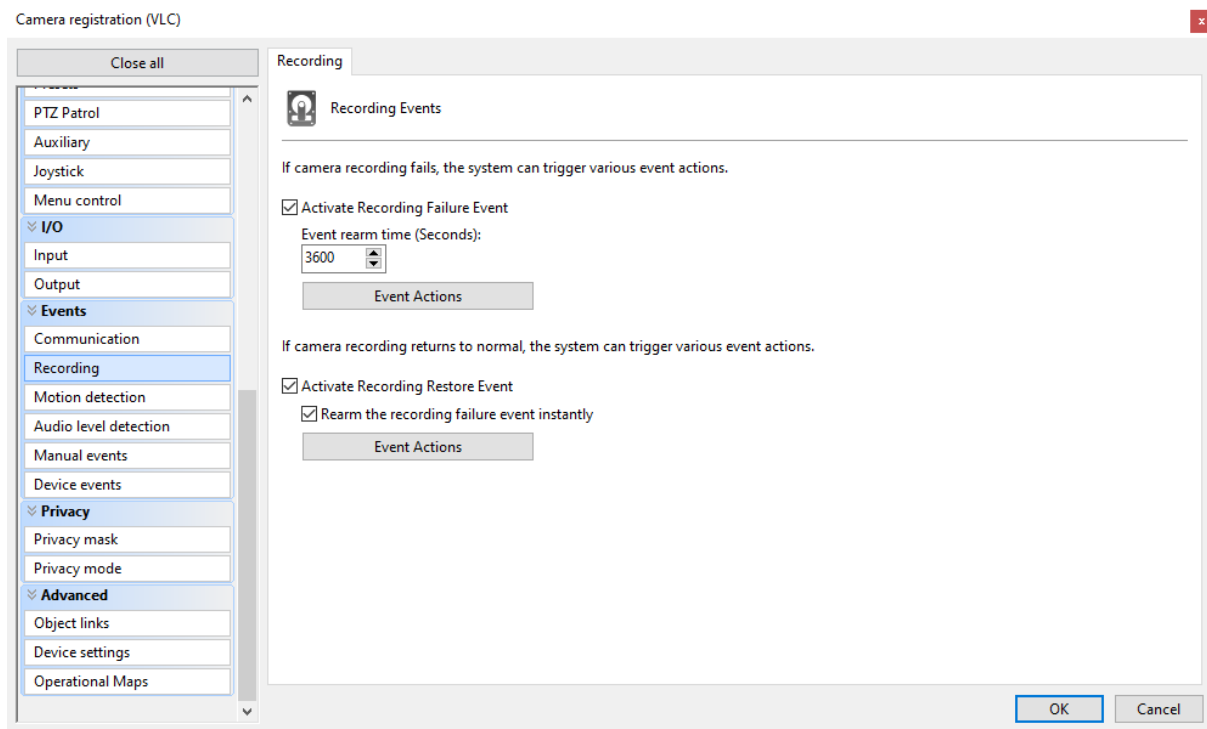 Camera registration (VLC)
x
Close all
PTZ Patrol
Auxiliary
Joystick
Menu control
I/O
Input
Output
Events
Communication
Recording
Motion detection
Audio level detection
Manual events
Device events
Privacy
Privacy mask
Privacy mode
Advanced
Object links
Device settings
Operational Maps
Recording
Recording Events
If camera recording fails, the system can trigger various event actions.
Activate Recording Failure Event
Event rearm time (Seconds):
3600
Event Actions
If camera recording returns to normal, the system can trigger various event actions.
Activate Recording Restore Event
Rearm the recording failure event instantly
Event Actions
OK
Cancel